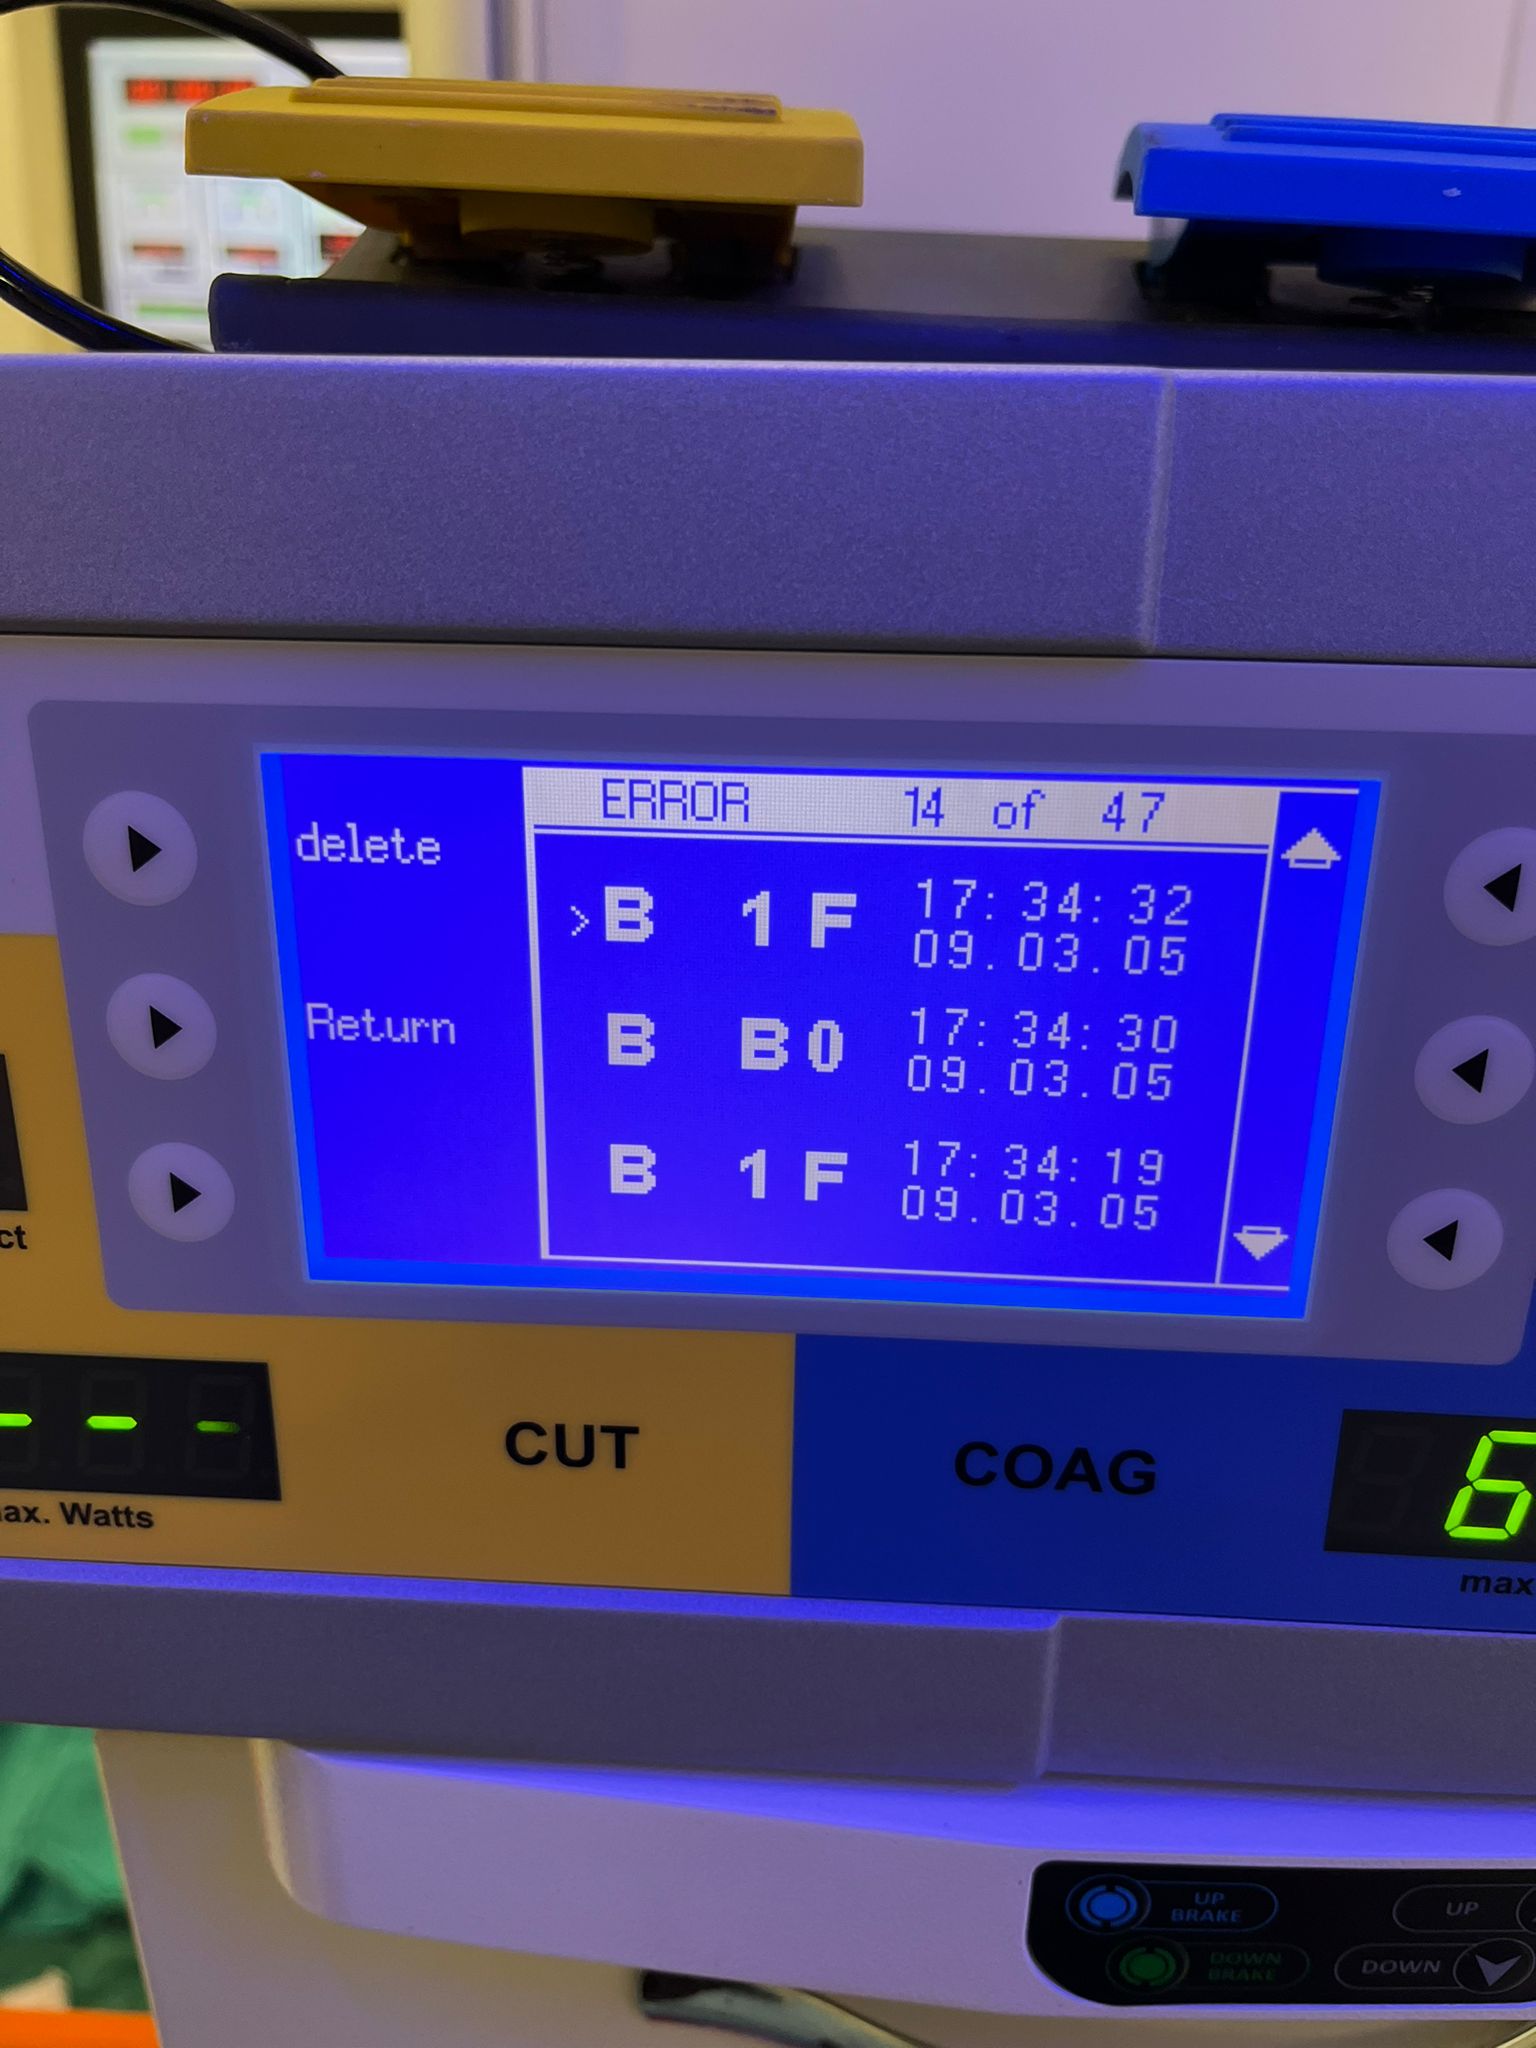 ERROR 14 of 47
delete
>B 1F 17:34:32
09.03.05
Return
B B0 17:34:30
09.03.05
B 1F 17:34:19
09.03.05
ct
CUT
COAG
6
ax. Watts
max
UP
BRAKE
UP
DOWN
BRAKE
DOWN